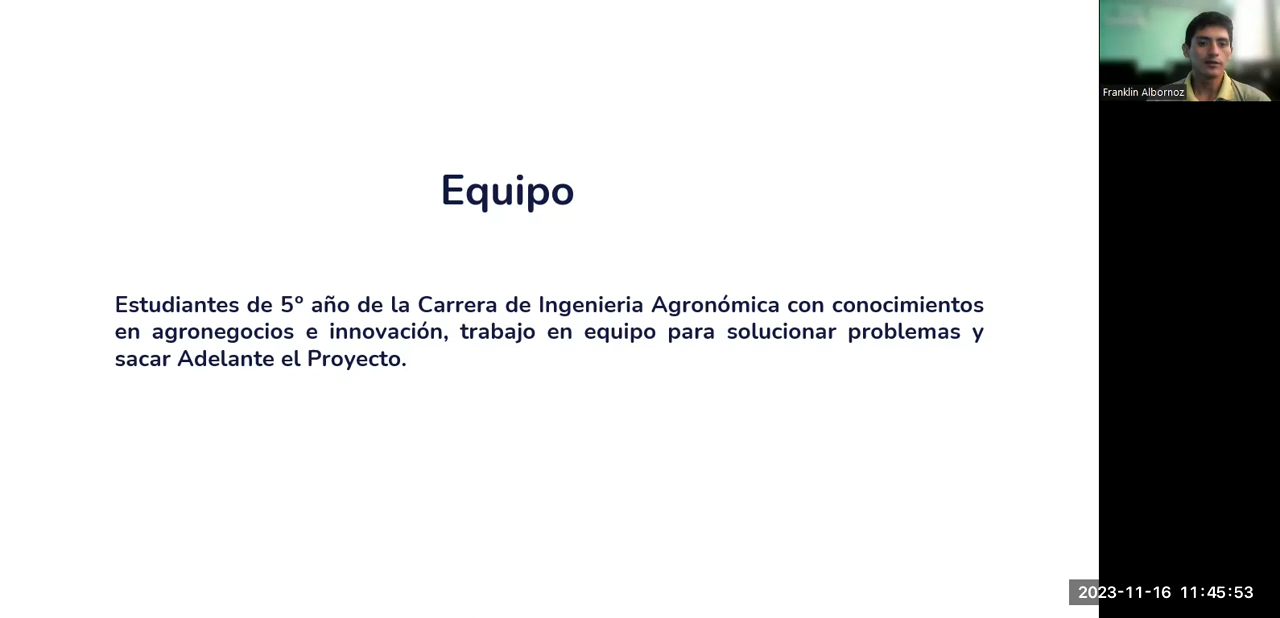 Equipo
Estudiantes de 5º año de la Carrera de Ingenieria Agronómica con conocimientos
en agronegocios e innovación, trabajo en equipo para solucionar problemas y
sacar Adelante el Proyecto.
Franklin Albornoz
2023-11-16 11:45:53